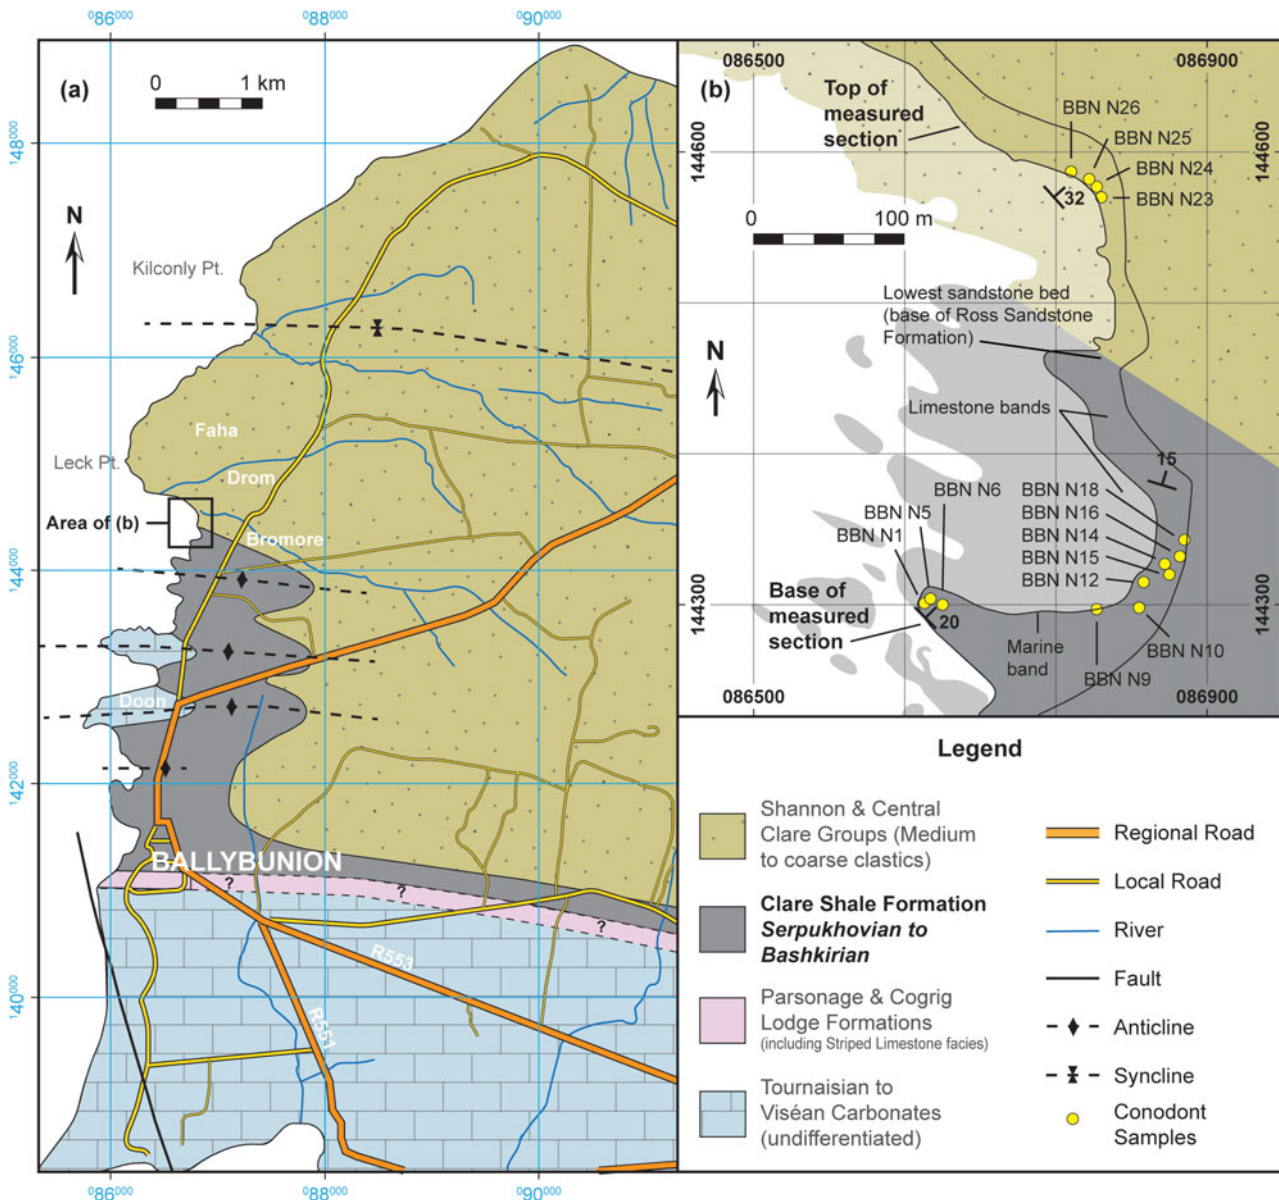 086000
088000
090000
(a)
0
1 km
148000
N
Kilconly Pt.
146000
Faha
Leck Pt.
Drom
Area of (b)
Bromore
144000
Doon
142000
BALLYBUNION
?
?
?
R553
140000
R551
086000
088000
090000
(b)
086500
086900
Top of
measured
section
BBN N26
BBN N25
BBN N24
BBN N23
144600
144600
32
0
100 m
Lowest sandstone bed
(base of Ross Sandstone
Formation)
N
Limestone bands
15
BBN N18
BBN N16
BBN N14
BBN N15
BBN N12
BBN N6
BBN N5
BBN N1
Base of
measured
section
20
144300
144300
Marine
band
BBN N10
BBN N9
086500
086900
Legend
Shannon & Central
Clare Groups (Medium
to coarse clastics)
Clare Shale Formation
Serpukhovian to
Bashkirian
Parsonage & Cogrig
Lodge Formations
(including Striped Limestone facies)
Tournaisian to
Viséan Carbonates
(undifferentiated)
Regional Road
Local Road
River
Fault
Anticline
Syncline
Conodont
Samples